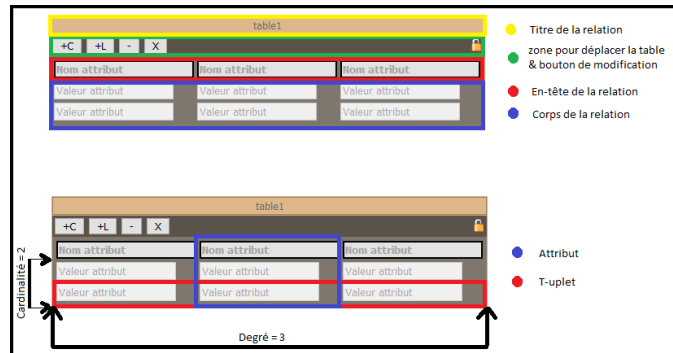 table1
+C +L - X
Nom attribut Nom attribut Nom attribut
Valeur attribut Valeur attribut Valeur attribut
Valeur attribut Valeur attribut Valeur attribut
Titre de la relation
zone pour déplacer la table
& bouton de modification
En-tête de la relation
Corps de la relation
table1
+C +L - X
Nom attribut Nom attribut Nom attribut
Valeur attribut Valeur attribut Valeur attribut
Valeur attribut Valeur attribut Valeur attribut
Cardinalité = 2
Degré = 3
Attribut
T-uplet